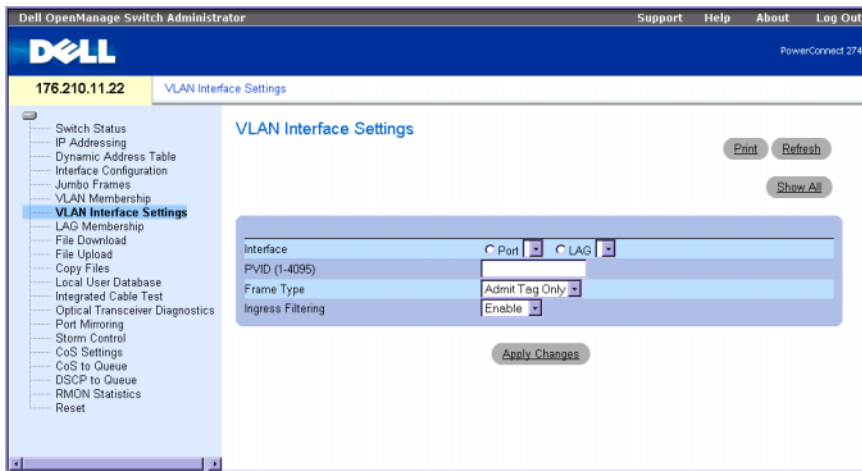 Dell OpenManage Switch Administrator
Support Help About Log Out
DELL
PowerConnect 274
176.210.11.22
VLAN Interface Settings
Switch Status
IP Addressing
Dynamic Address Table
Interface Configuration
Jumbo Frames
VLAN Membership
VLAN Interface Settings
LAG Membership
File Download
File Upload
Copy Files
Local User Database
Integrated Cable Test
Optical Transceiver Diagnostics
Port Mirroring
Storm Control
CoS Settings
CoS to Queue
DSCP to Queue
RMON Statistics
Reset
VLAN Interface Settings
Print Refresh
Show All
Interface Port LAG
PVID (1-4095)
Frame Type Admit Tag Only
Ingress Filtering Enable
Apply Changes